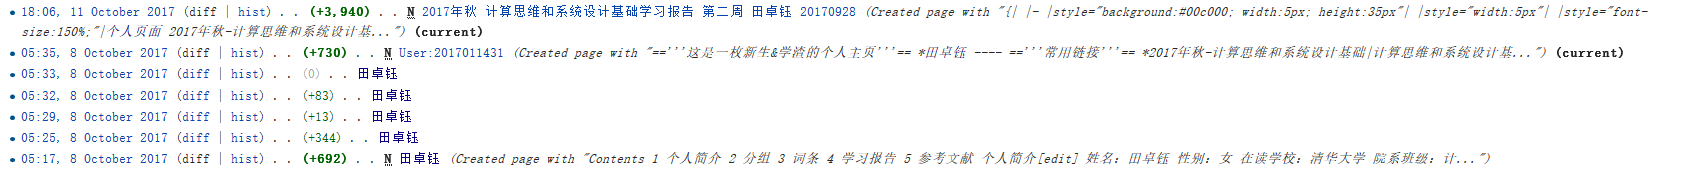 18:06, 11 October 2017 (diff | hist) . . (+3,940) . . N 2017年秋 计算思维和系统设计基础学习报告 第二周 田卓钰 20170928 (Created page with "{| |- |style="background:#00c000; width:5px; height:35px"| |style="width:5px"| |style="font-
size:150%;"|个人页面 2017年秋-计算思维和系统设计基...") (current)
05:35, 8 October 2017 (diff | hist) . . (+730) . . N User:2017011431 (Created page with "=='''这是一枚新生&学渣的个人主页'''== *田卓钰 ---- =='''常用链接'''== *2017年秋-计算思维和系统设计基础|计算思维和系统设计基...") (current)
05:33, 8 October 2017 (diff | hist) . . (0) . . 田卓钰
05:32, 8 October 2017 (diff | hist) . . (+83) . . 田卓钰
05:29, 8 October 2017 (diff | hist) . . (+13) . . 田卓钰
05:25, 8 October 2017 (diff | hist) . . (+344) . . 田卓钰
05:17, 8 October 2017 (diff | hist) . . (+692) . . N 田卓钰 (Created page with "Contents 1 个人简介 2 分组 3 词条 4 学习报告 5 参考文献 个人简介[edit] 姓名：田卓钰 性别：女 在读学校：清华大学 院系班级：计...")